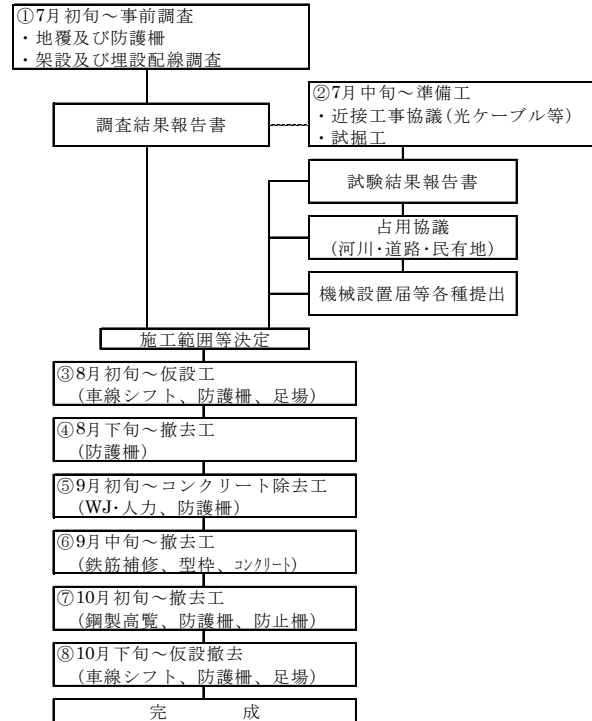 ①7月初旬～事前調査
・地覆及び防護柵
・架設及び埋設配線調査
②7月中旬～準備工
・近接工事協議(光ケーブル等)
・試掘工
調査結果報告書
試験結果報告書
占用協議
(河川・道路・民有地)
機械設置届等各種提出
施工範囲等決定
③8月初旬～仮設工
(車線シフト、防護柵、足場)
④8月下旬～撤去工
(防護柵)
⑤9月初旬～コンクリート除去工
(WJ・人力、防護柵)
⑥9月中旬～撤去工
(鉄筋補修、型枠、コンクリート)
⑦10月初旬～撤去工
(鋼製高覧、防護柵、防止柵)
⑧10月下旬～仮設撤去
(車線シフト、防護柵、足場)
完　　　成